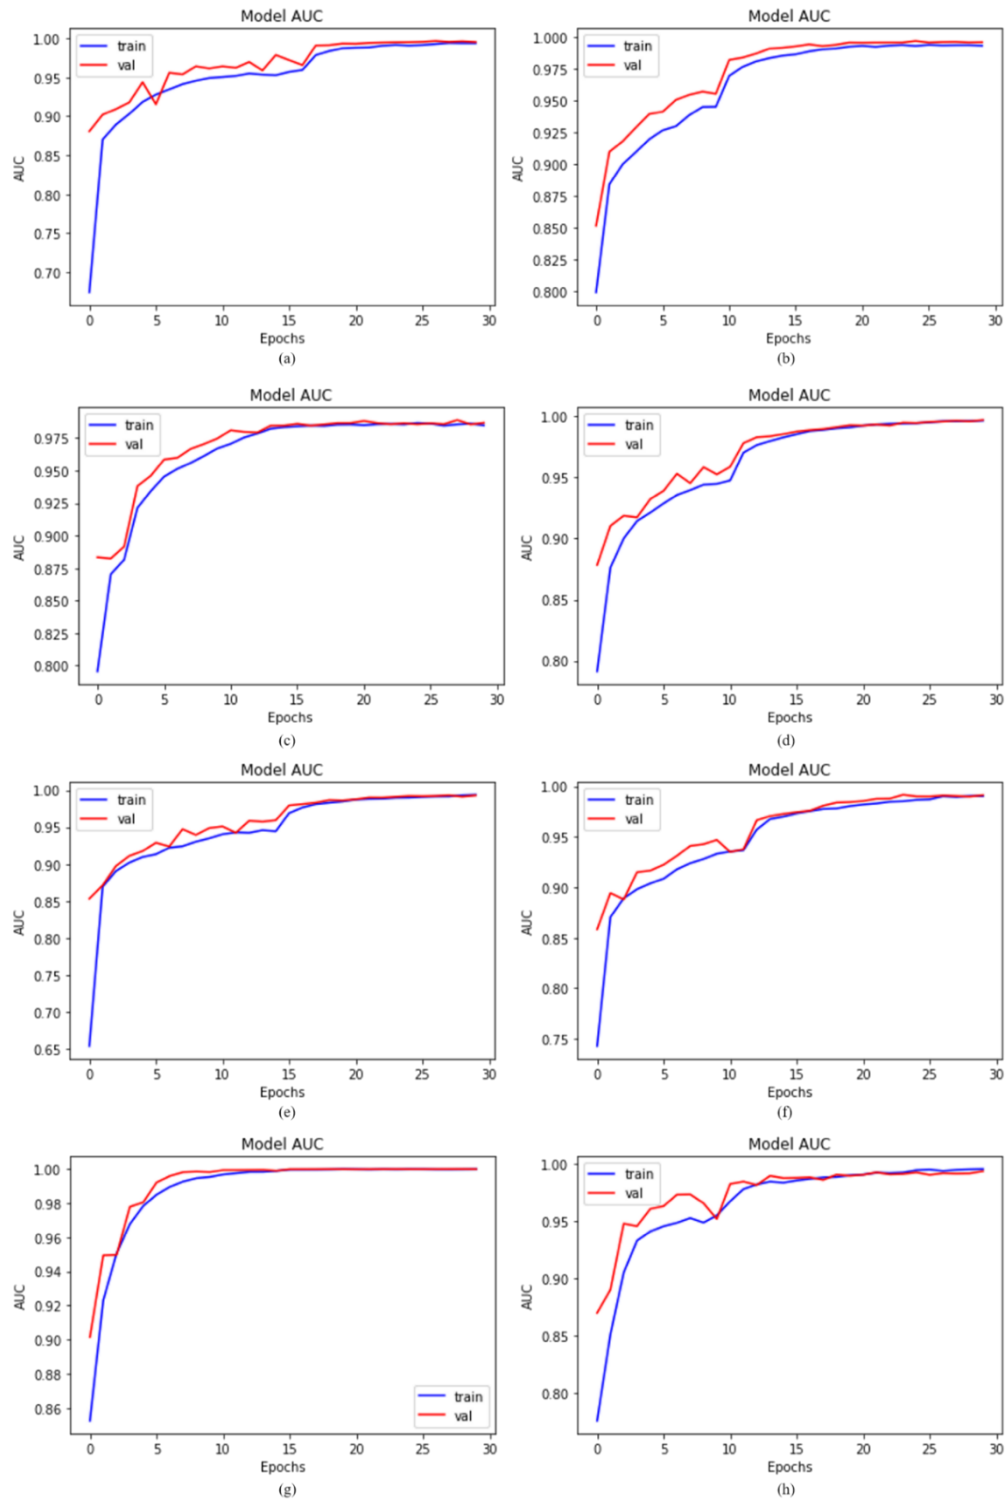 Model AUC
train
val
1.00
0.95
0.90
0.85
0.80
0.75
0.70
AUC
0 5 10 15 20 25 30
Epochs
(a)
Model AUC
train
val
1.000
0.975
0.950
0.925
0.900
0.875
0.850
0.825
0.800
AUC
0 5 10 15 20 25 30
Epochs
(b)
Model AUC
train
val
0.975
0.950
0.925
0.900
0.875
0.850
0.825
0.800
AUC
0 5 10 15 20 25 30
Epochs
(c)
Model AUC
train
val
1.00
0.95
0.90
0.85
0.80
AUC
0 5 10 15 20 25 30
Epochs
(d)
Model AUC
train
val
1.00
0.95
0.90
0.85
0.80
0.75
0.70
0.65
AUC
0 5 10 15 20 25 30
Epochs
(e)
Model AUC
train
val
1.00
0.95
0.90
0.85
0.80
0.75
AUC
0 5 10 15 20 25 30
Epochs
(f)
Model AUC
1.00
0.98
0.96
0.94
0.92
0.90
0.88
0.86
AUC
train
val
0 5 10 15 20 25 30
Epochs
(g)
Model AUC
train
val
1.00
0.95
0.90
0.85
0.80
AUC
0 5 10 15 20 25 30
Epochs
(h)